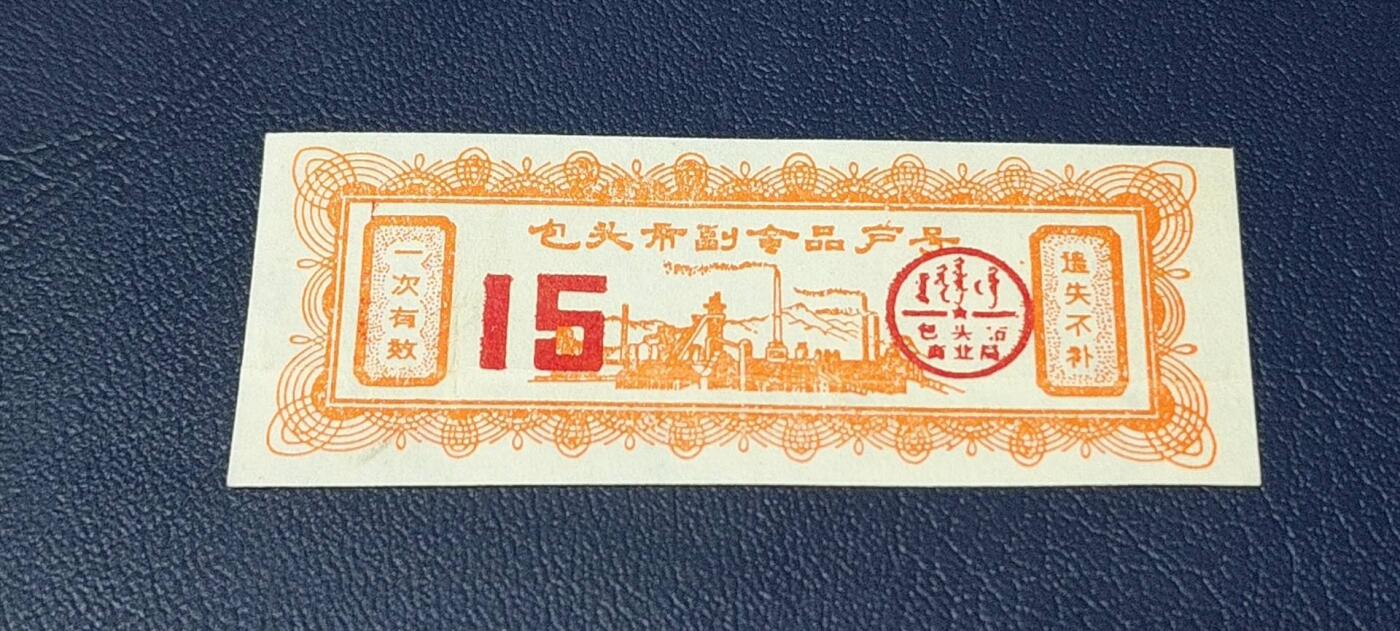 包头市副食品产号
一次有效
15
包头市
商业局
遗失不补